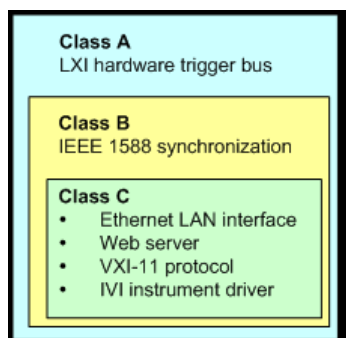 Class A
LXI hardware trigger bus
Class B
IEEE 1588 synchronization
Class C
• Ethernet LAN interface
• Web server
• VXI-11 protocol
• IVI instrument driver